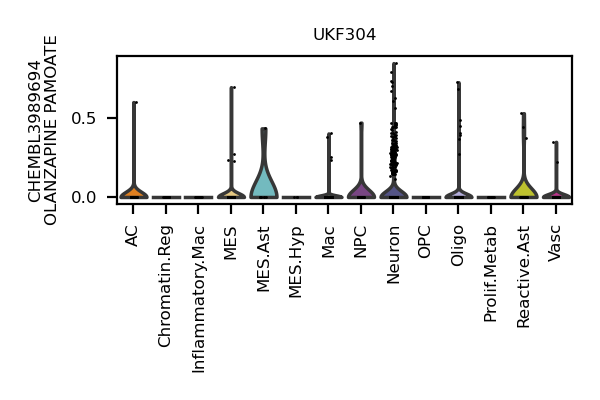 UKF304
CHEMBL3989694
OLANZAPINE PAMOATE
0.5
0.0
AC
Chromatin.Reg
Inflammatory.Mac
MES
MES.Ast
MES.Hyp
Mac
NPC
Neuron
OPC
Oligo
Prolif.Metab
Reactive.Ast
Vasc